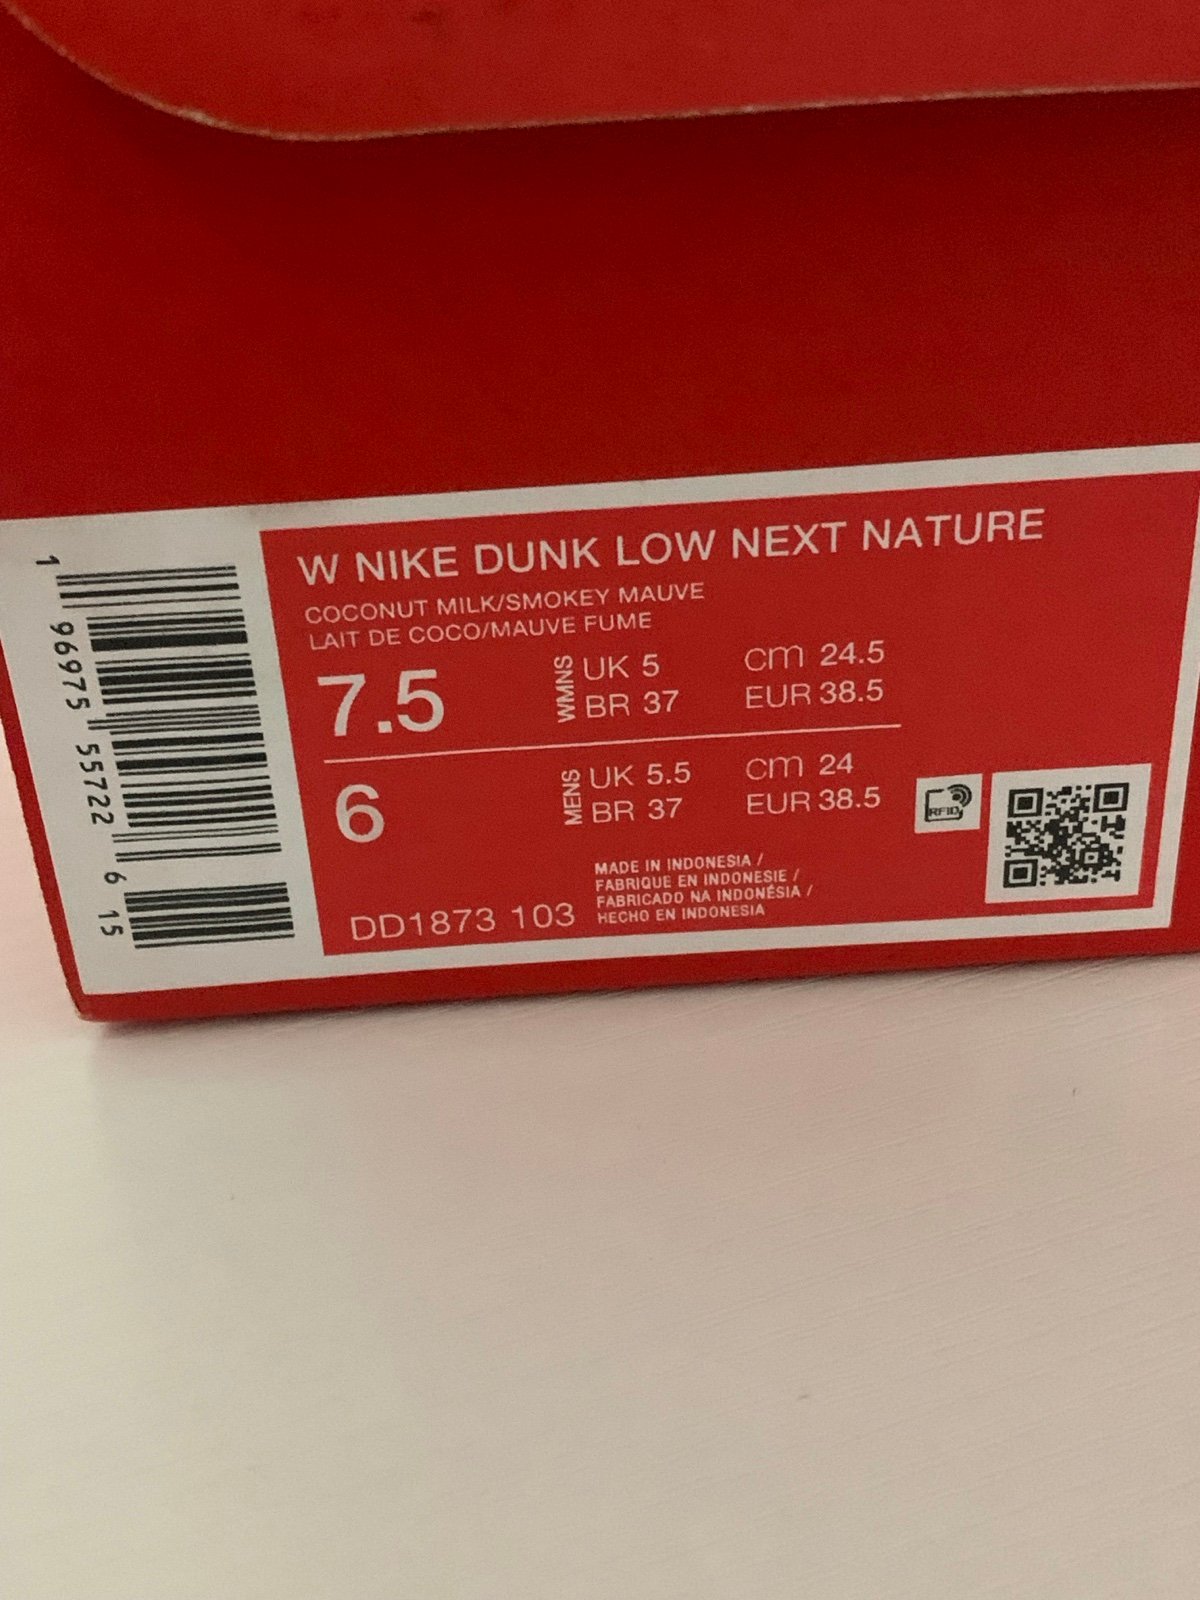 W NIKE DUNK LOW NEXT NATURE
COCONUT MILK/SMOKEY MAUVE
LAIT DE COCO/MAUVE FUME
7.5 WMNS UK 5 cm 24.5
BR 37 EUR 38.5
6 MENS UK 5.5 cm 24
BR 37 EUR 38.5
MADE IN INDONESIA /
FABRIQUE EN INDONESIE /
FABRICADO NA INDONÉSIA /
HECHO EN INDONESIA
DD1873 103
RFID
1 96975 55722 6 15